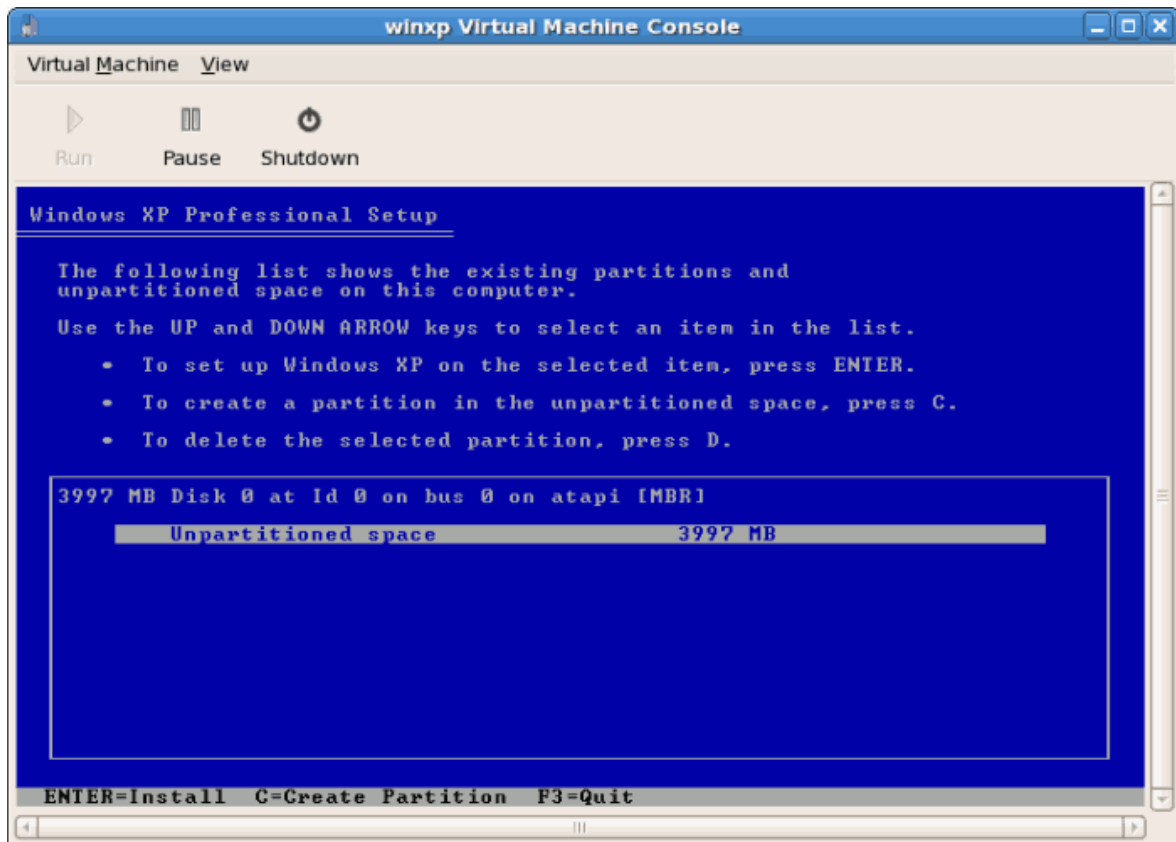 winxp Virtual Machine Console
Virtual Machine View
Run Pause Shutdown
Windows XP Professional Setup
The following list shows the existing partitions and
unpartitioned space on this computer.
Use the UP and DOWN ARROW keys to select an item in the list.
• To set up Windows XP on the selected item, press ENTER.
• To create a partition in the unpartitioned space, press C.
• To delete the selected partition, press D.
3997 MB Disk 0 at Id 0 on bus 0 on atapi [MBR]
Unpartitioned space 3997 MB
ENTER=Install C=Create Partition F3=Quit